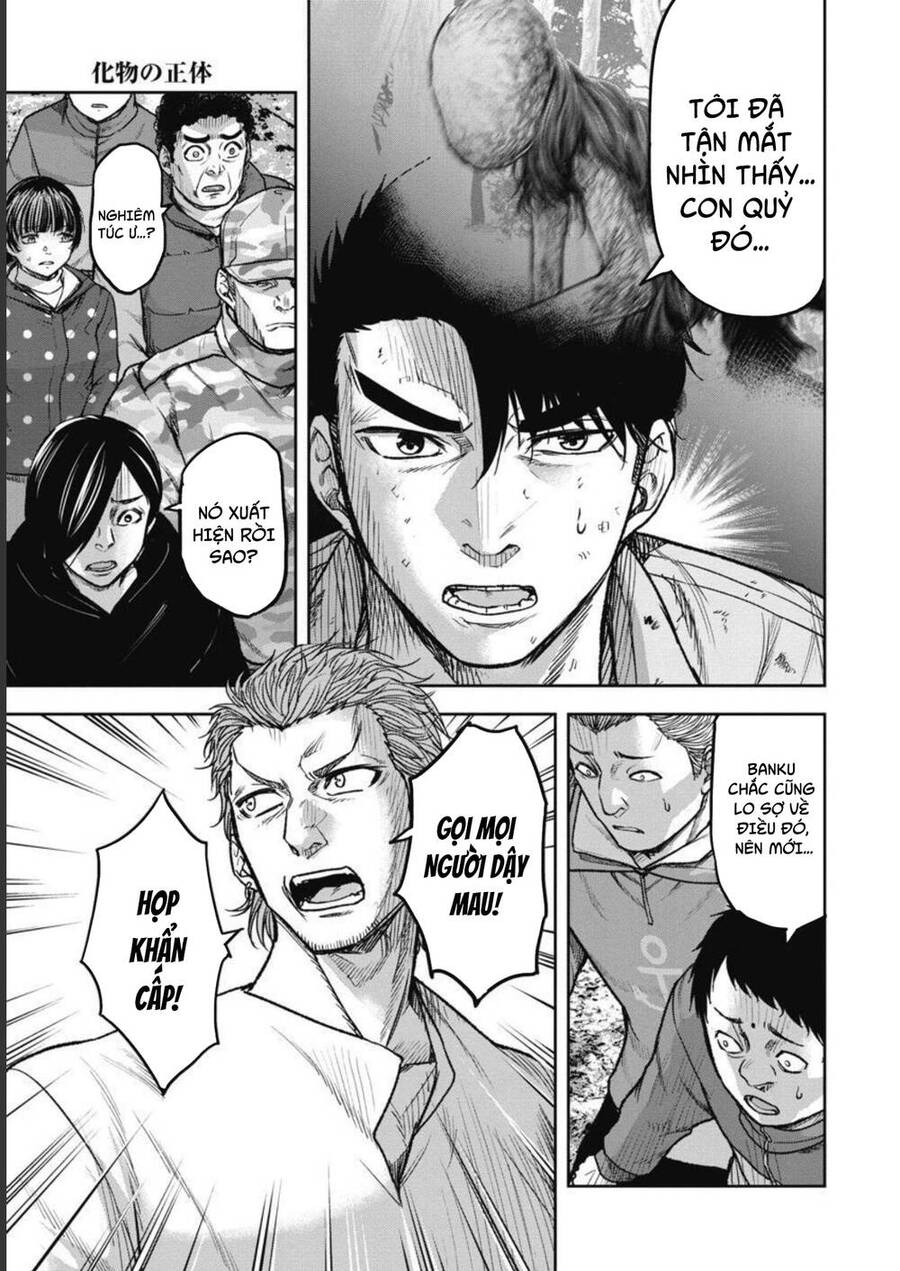 化物の正体
TÔI ĐÃ
TẬN MẮT
NHÌN THẤY...
CON QUỶ
ĐÓ...
NGHIÊM
TÚC Ư...?
NÓ XUẤT
HIỆN RỒI
SAO?
BANKU
CHẮC CŨNG
LO SỢ VỀ
ĐIỀU ĐÓ,
NÊN MỚI...
GỌI MỌI
NGƯỜI DẬY
MAU!
HỌP
KHẨN
CẤP!